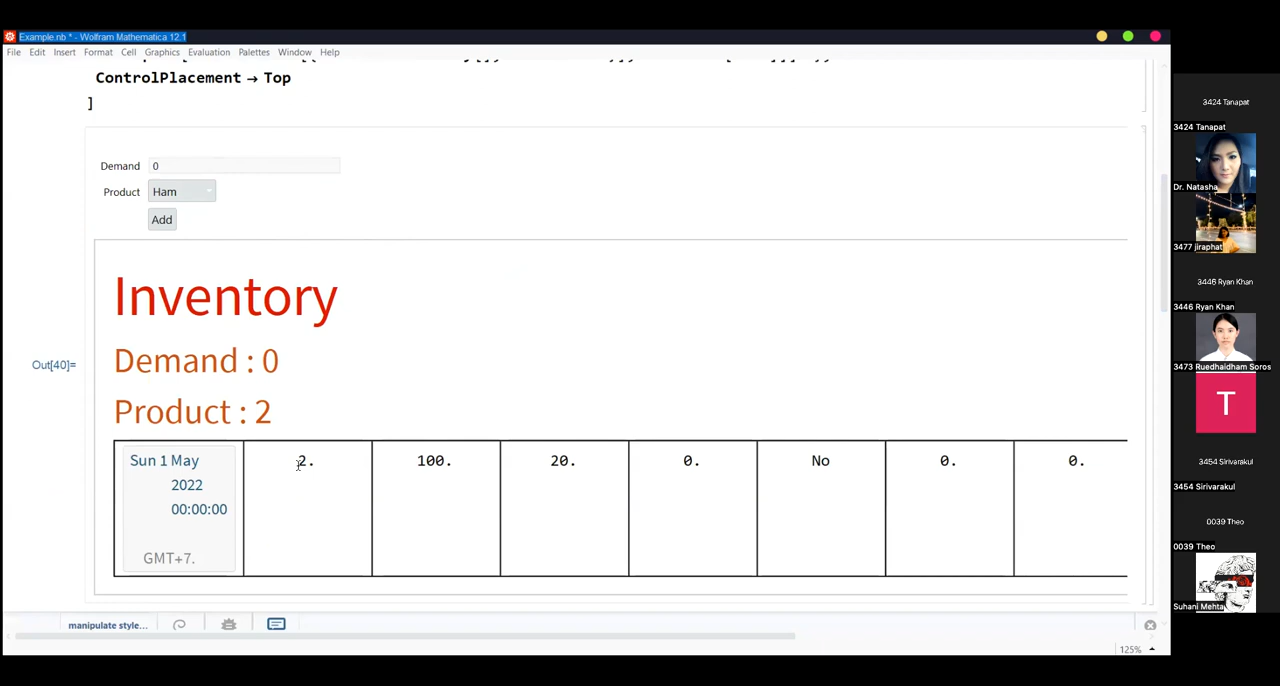 Example.nb * - Wolfram Mathematica 12.1
File Edit Insert Format Cell Graphics Evaluation Palettes Window Help
ControlPlacement → Top
]
Demand 0
Product Ham
Add
Out[40]=
Inventory
Demand : 0
Product : 2
Sun 1 May 2. 100. 20. 0. No 0. 0.
2022
00:00:00
GMT+7.
manipulate style...
125%
3424 Tanapat
3424 Tanapat
Dr. Natasha
3477 jiraphat
3446 Ryan Khan
3446 Ryan Khan
3473 Ruedhaidham Soros
T
3454 Sirivarakul
3454 Sirivarakul
0039 Theo
0039 Theo
Suhani Mehta